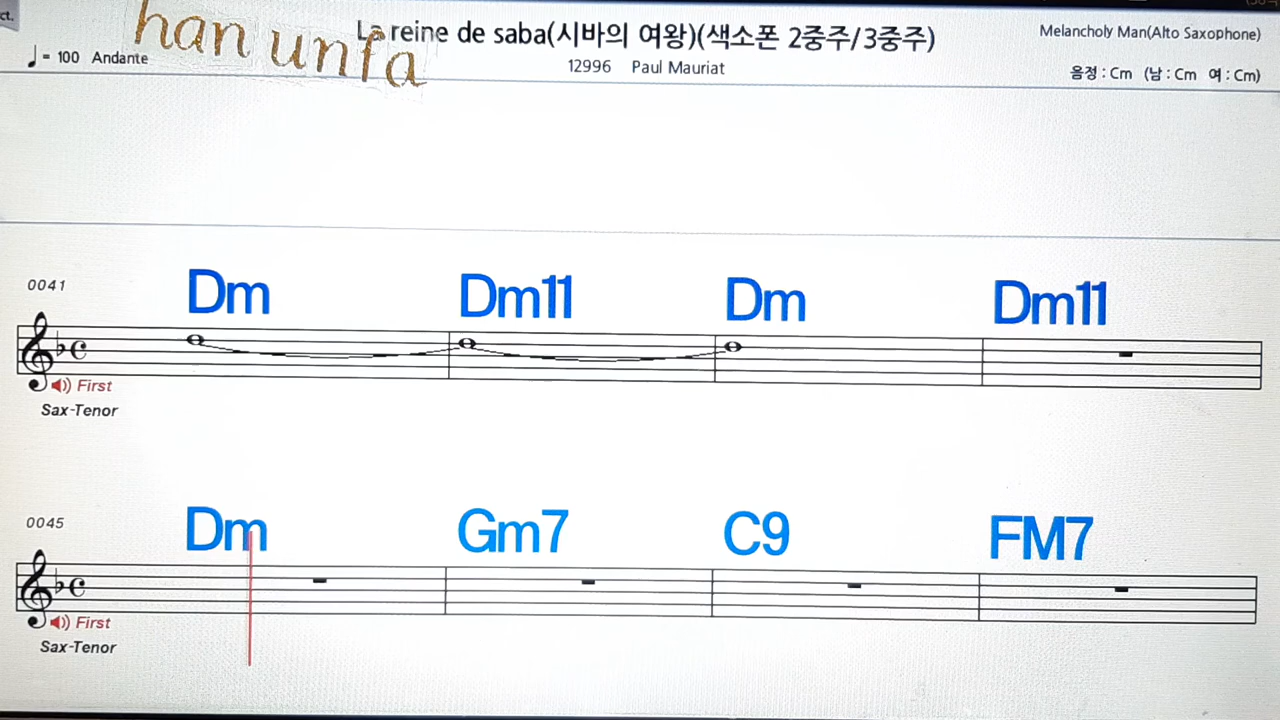 ct.
han unfa
La reine de saba(시바의 여왕)(색소폰 2중주/3중주)
Melancholy Man(Alto Saxophone)
♩ = 100 Andante
12996 Paul Mauriat
음정 : Cm (남 : Cm 여 : Cm)
0041
Dm Dm11 Dm Dm11
First
Sax-Tenor
0045
Dm Gm7 C9 FM7
First
Sax-Tenor